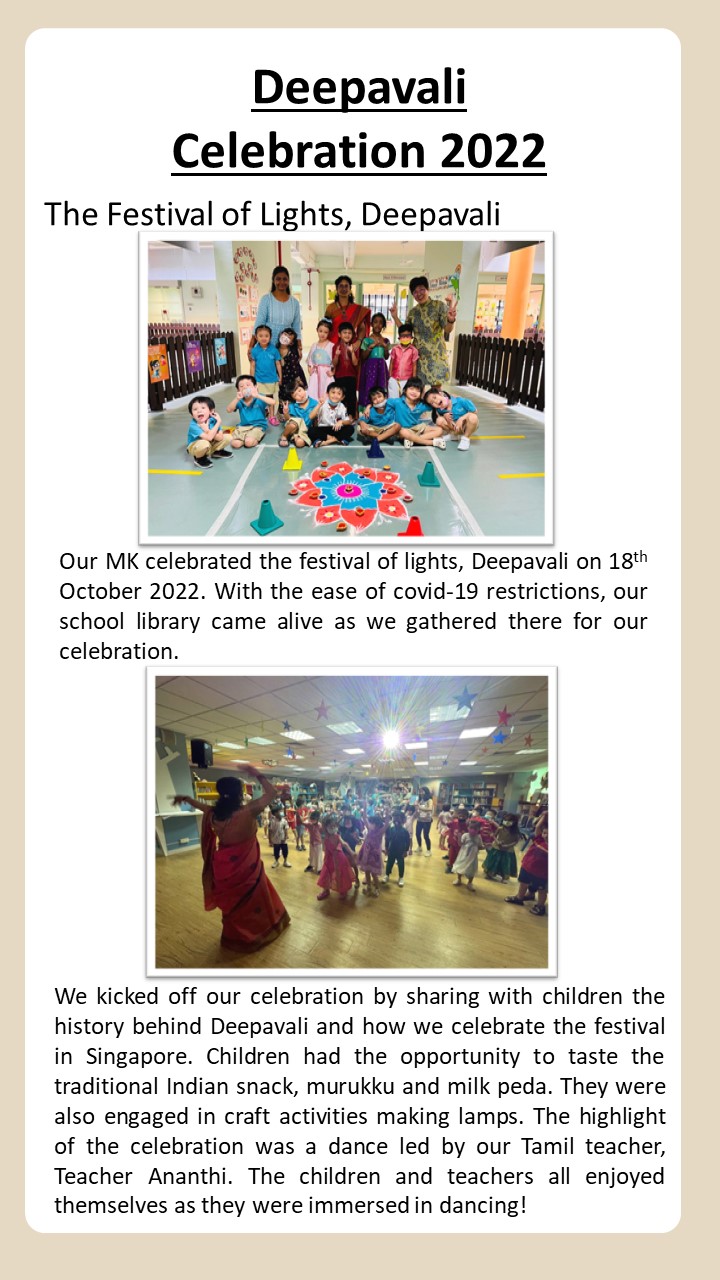 Deepavali
Celebration 2022
The Festival of Lights, Deepavali
Our MK celebrated the festival of lights, Deepavali on 18th
October 2022. With the ease of covid-19 restrictions, our
school library came alive as we gathered there for our
celebration.
We kicked off our celebration by sharing with children the
history behind Deepavali and how we celebrate the festival
in Singapore. Children had the opportunity to taste the
traditional Indian snack, murukku and milk peda. They were
also engaged in craft activities making lamps. The highlight
of the celebration was a dance led by our Tamil teacher,
Teacher Ananthi. The children and teachers all enjoyed
themselves as they were immersed in dancing!